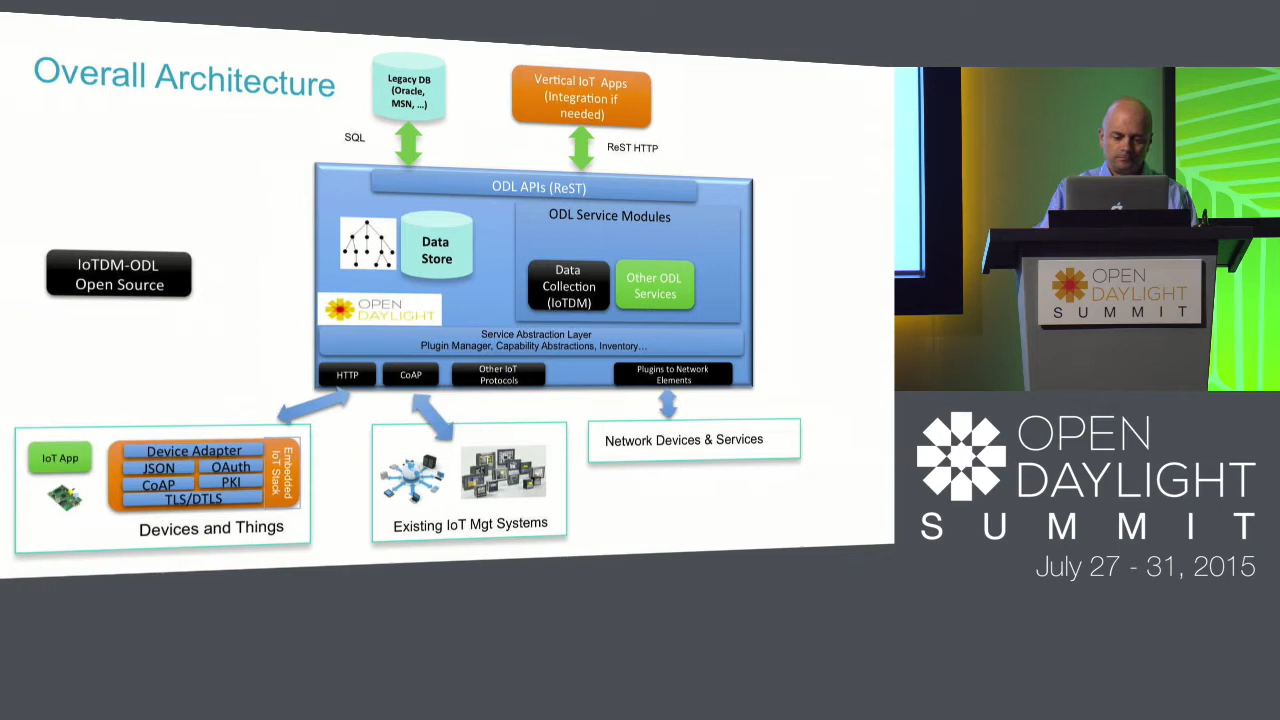 Overall Architecture
Legacy DB
(Oracle,
MSN, ...)
Vertical IoT Apps
(Integration if
needed)
SQL
ReST HTTP
ODL APIs (ReST)
ODL Service Modules
Data
Store
Data
Collection
(IoTDM)
Other ODL
Services
IoTDM-ODL
Open Source
OPEN
DAYLIGHT
Service Abstraction Layer
Plugin Manager, Capability Abstractions, Inventory...
HTTP
CoAP
Other IoT
Protocols
Plugins to Network
Elements
IoT App
Device Adapter
JSON
OAuth
CoAP
PKI
TLS/DTLS
Embedded
IoT Stack
Devices and Things
Existing IoT Mgt Systems
Network Devices & Services
OPEN
DAYLIGHT
SUMMIT
OPEN
DAYLIGHT
SUMMIT
July 27 - 31, 2015